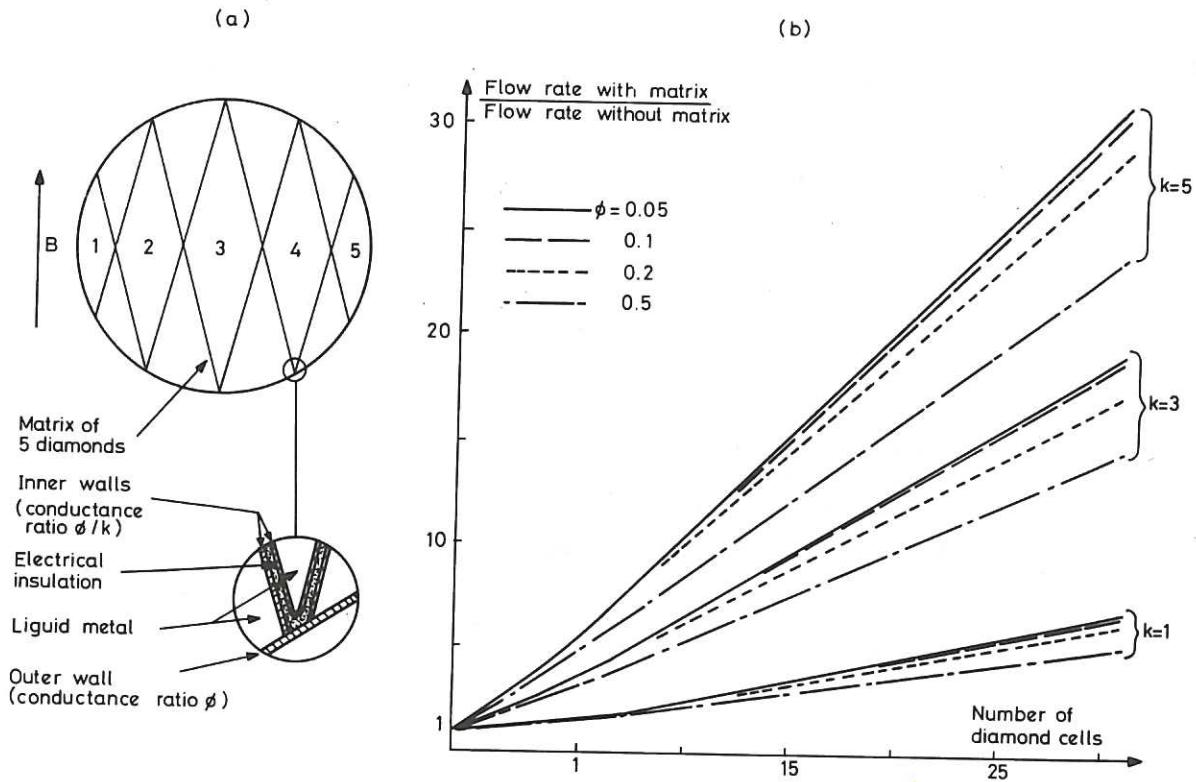 (a)
B
1 2 3 4 5
Matrix of
5 diamonds
Inner walls
(conductance
ratio ø/k)
Electrical
insulation
Liguid metal
Outer wall
(conductance ratio ø)
(b)
Flow rate with matrix
Flow rate without matrix
30
20
10
1
ø = 0.05
0.1
0.2
0.5
k=5
k=3
k=1
Number of
diamond cells
1 15 25